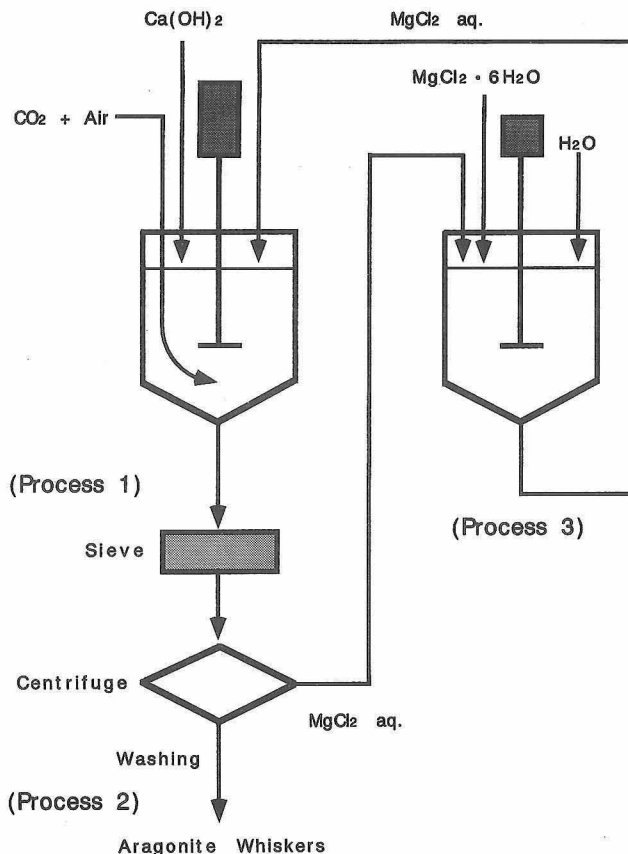 Ca(OH)2
MgCl2 aq.
MgCl2 · 6H2O
CO2 + Air
H2O
(Process 1)
(Process 3)
Sieve
Centrifuge
MgCl2 aq.
Washing
(Process 2)
Aragonite Whiskers